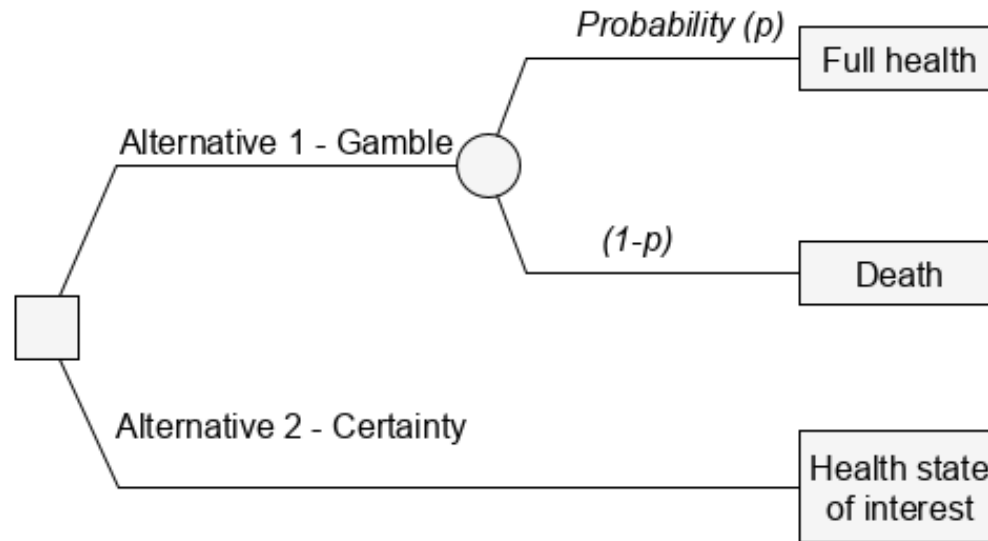 Probability (p)
Full health
Alternative 1 - Gamble
(1-p)
Death
Alternative 2 - Certainty
Health state
of interest